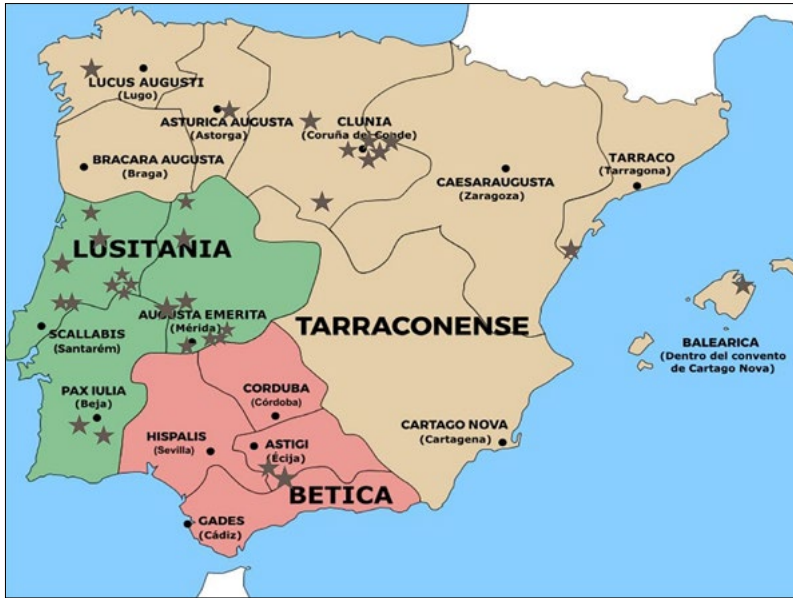 LUCUS AUGUSTI
(Lugo)
ASTURICA AUGUSTA
(Astorga)
CLUNIA
(Coruña del Conde)
BRACARA AUGUSTA
(Braga)
CAESARAUGUSTA
(Zaragoza)
TARRACO
(Tarragona)
LUSITANIA
AUGUSTA EMERITA
(Mérida)
TARRACONENSE
SCALLABIS
(Santarém)
BALEARICA
(Dentro del convento
de Cartago Nova)
PAX IULIA
(Beja)
CORDUBA
(Córdoba)
CARTAGO NOVA
(Cartagena)
HISPALIS
(Sevilla)
ASTIGI
(Écija)
BETICA
GADES
(Cádiz)